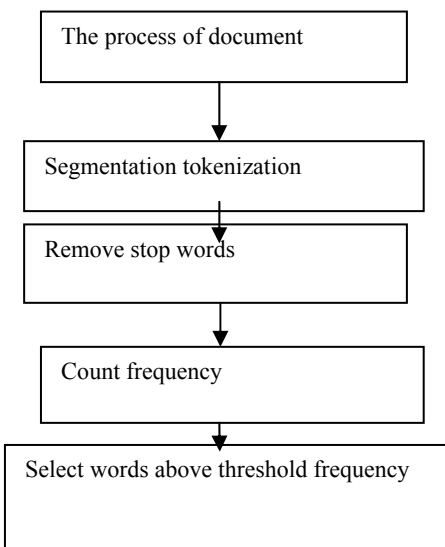 The process of document
Segmentation tokenization
Remove stop words
Count frequency
Select words above threshold frequency